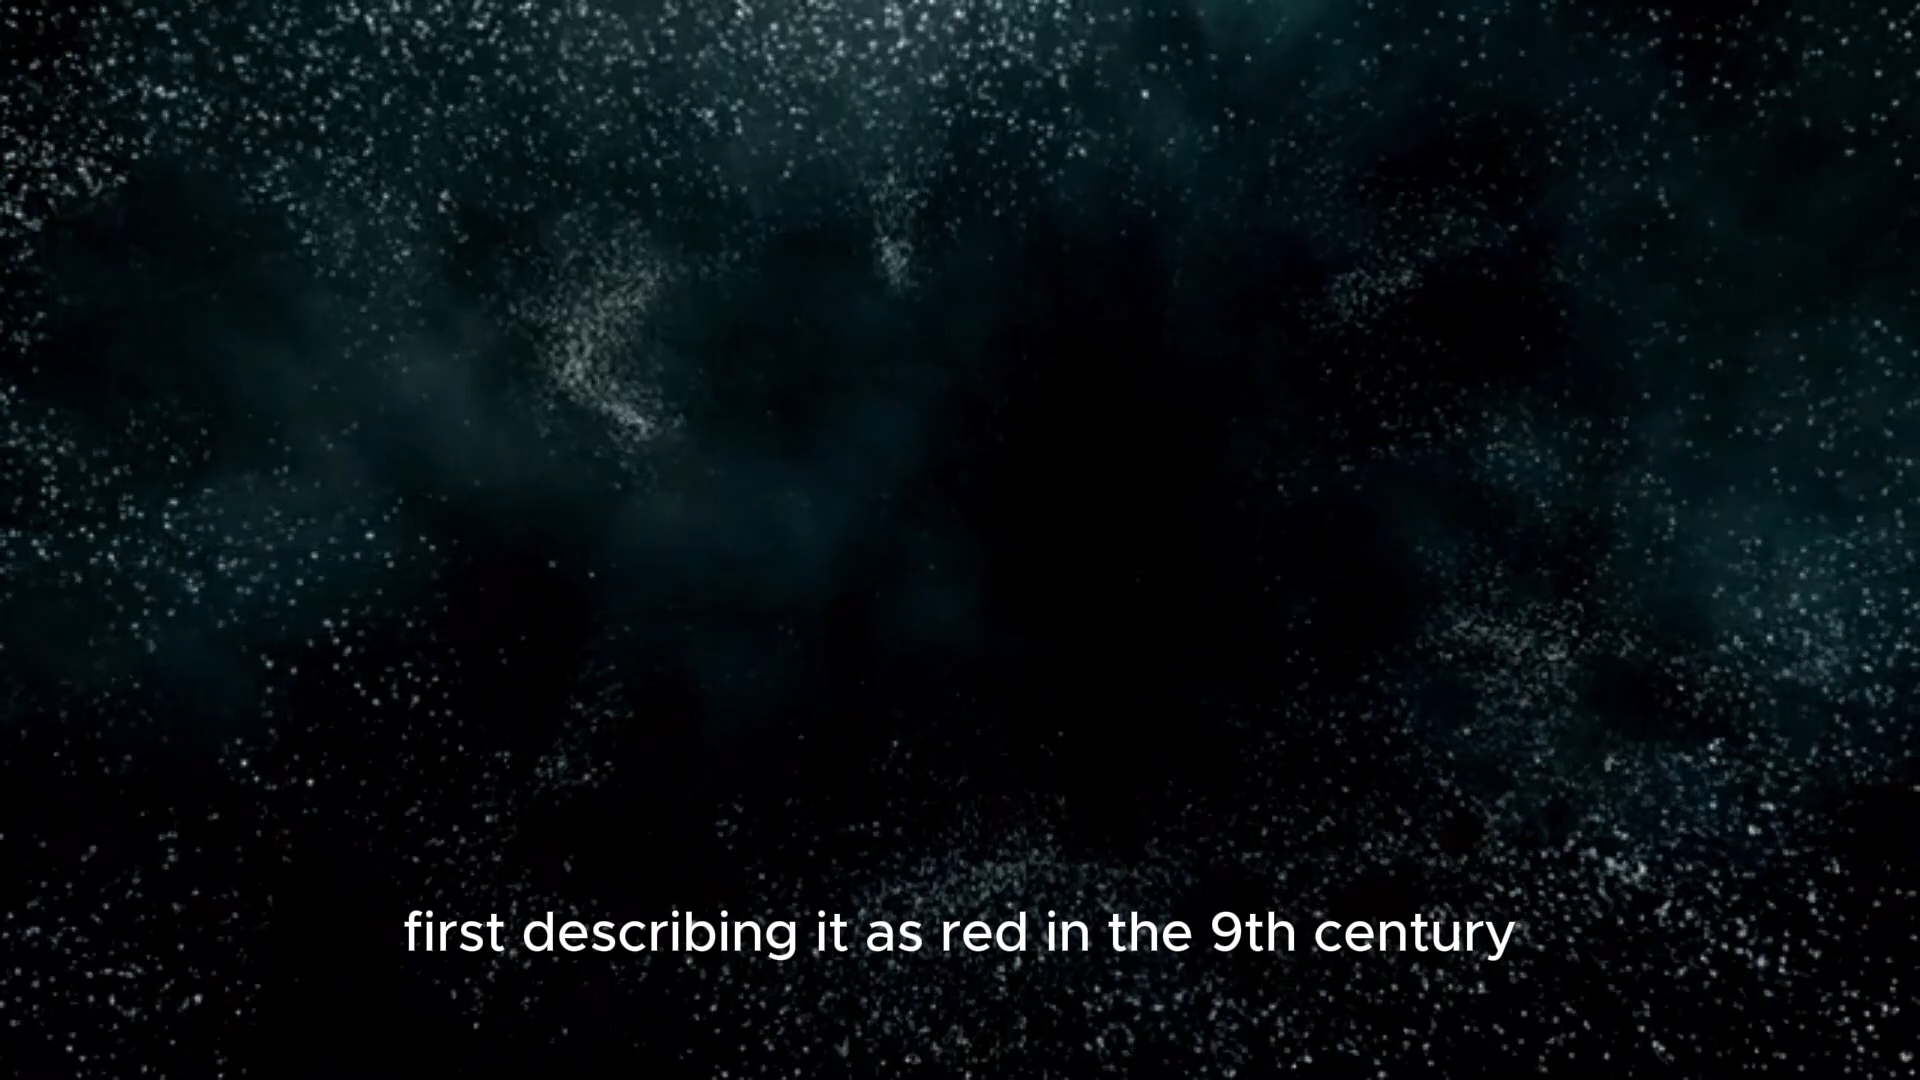 first describing it as red in the 9th century